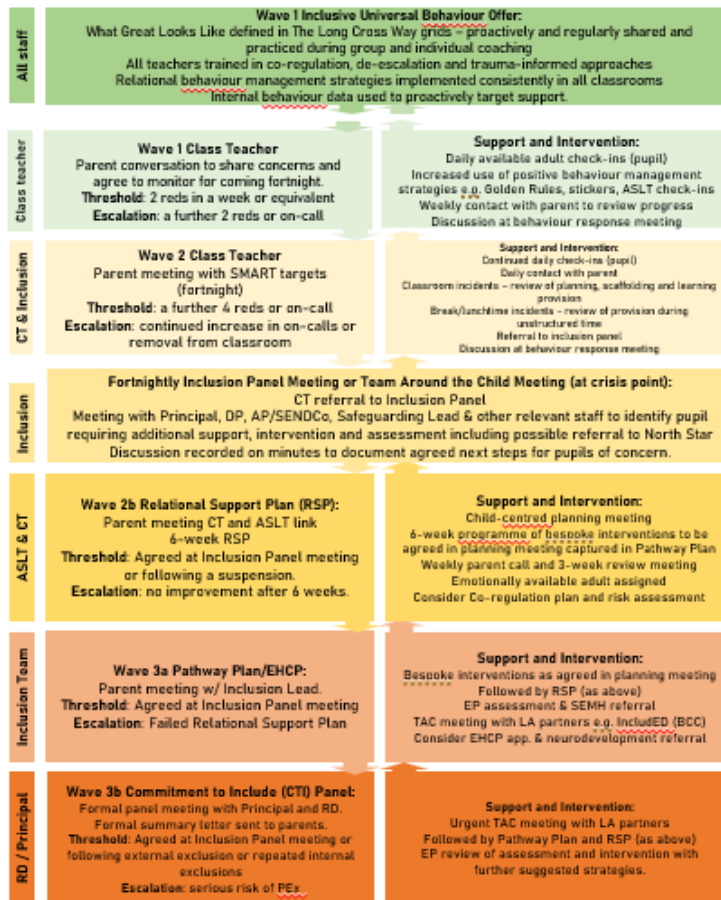 All staff
Wave 1 Inclusive Universal Behaviour Offer:
What Great Looks Like defined in The Long Cross Way grids – proactively and regularly shared and
practiced during group and individual coaching
All teachers trained in co-regulation, de-escalation and trauma-informed approaches
Relational behaviour management strategies implemented consistently in all classrooms
Internal behaviour data used to proactively target support.
Class teacher
Wave 1 Class Teacher
Parent conversation to share concerns and
agree to monitor for coming fortnight.
Threshold: 2 reds in a week or equivalent
Escalation: a further 2 reds or on-call
Support and Intervention:
Daily available adult check-ins (pupil)
Increased use of positive behaviour management
strategies e.g. Golden Rules, stickers, ASLT check-ins
Weekly contact with parent to review progress
Discussion at behaviour response meeting
CT & Inclusion
Wave 2 Class Teacher
Parent meeting with SMART targets
(fortnight)
Threshold: a further 4 reds or on-call
Escalation: continued increase in on-calls or
removal from classroom
Support and Intervention:
Continued daily check-ins (pupil)
Daily contact with parent
Classroom incidents – review of planning, scaffolding and learning
provision
Break/lunchtime incidents – review of provision during
unstructured time
Referral to inclusion panel
Discussion at behaviour response meeting
Inclusion
Fortnightly Inclusion Panel Meeting or Team Around the Child Meeting (at crisis point):
CT referral to Inclusion Panel
Meeting with Principal, DP, AP/SENDCo, Safeguarding Lead & other relevant staff to identify pupil
requiring additional support, intervention and assessment including possible referral to North Star
Discussion recorded on minutes to document agreed next steps for pupils of concern.
ASLT & CT
Wave 2b Relational Support Plan (RSP):
Parent meeting CT and ASLT link
6-week RSP
Threshold: Agreed at Inclusion Panel meeting
or following a suspension.
Escalation: no improvement after 6 weeks.
Support and Intervention:
Child-centred planning meeting
6-week programme of bespoke interventions to be
agreed in planning meeting captured in Pathway Plan
Weekly parent call and 3-week review meeting
Emotionally available adult assigned
Consider Co-regulation plan and risk assessment
Inclusion Team
Wave 3a Pathway Plan/EHCP:
Parent meeting w/ Inclusion Lead.
Threshold: Agreed at Inclusion Panel meeting
Escalation: Failed Relational Support Plan
Support and Intervention:
Bespoke interventions as agreed in planning meeting
Followed by RSP (as above)
EP assessment & SEMH referral
TAC meeting with LA partners e.g. IncludED (BCC)
Consider EHCP app. & neurodevelopment referral
RD / Principal
Wave 3b Commitment to Include (CTI) Panel:
Formal panel meeting with Principal and RD.
Formal summary letter sent to parents.
Threshold: Agreed at Inclusion Panel meeting or
following external exclusion or repeated internal
exclusions
Escalation: serious risk of PEx
Support and Intervention:
Urgent TAC meeting with LA partners
Followed by Pathway Plan and RSP (as above)
EP review of assessment and intervention with
further suggested strategies.